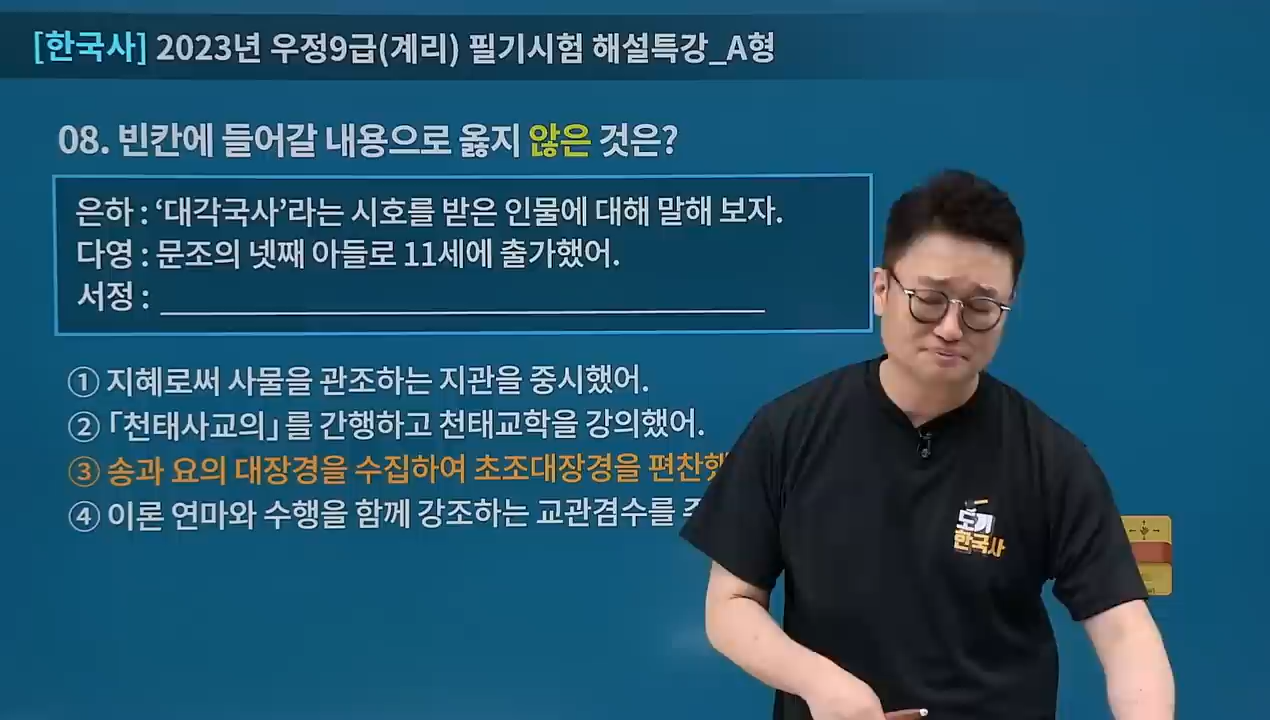 [한국사] 2023년 우정9급(계리) 필기시험 해설특강_A형
08. 빈칸에 들어갈 내용으로 옳지 않은 것은?
은하 : ‘대각국사’라는 시호를 받은 인물에 대해 말해 보자.
다영 : 문조의 넷째 아들로 11세에 출가했어.
서정 :
① 지혜로써 사물을 관조하는 지관을 중시했어.
② 「천태사교의」를 간행하고 천태교학을 강의했어.
③ 송과 요의 대장경을 수집하여 초조대장경을 편찬했
④ 이론 연마와 수행을 함께 강조하는 교관겸수를 주
도기
한국사